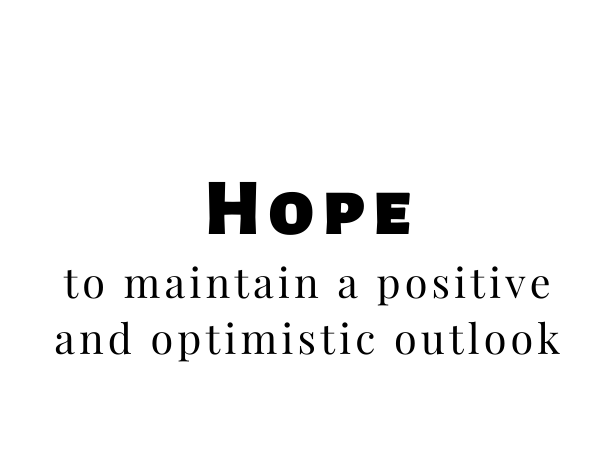 Hope
to maintain a positive
and optimistic outlook